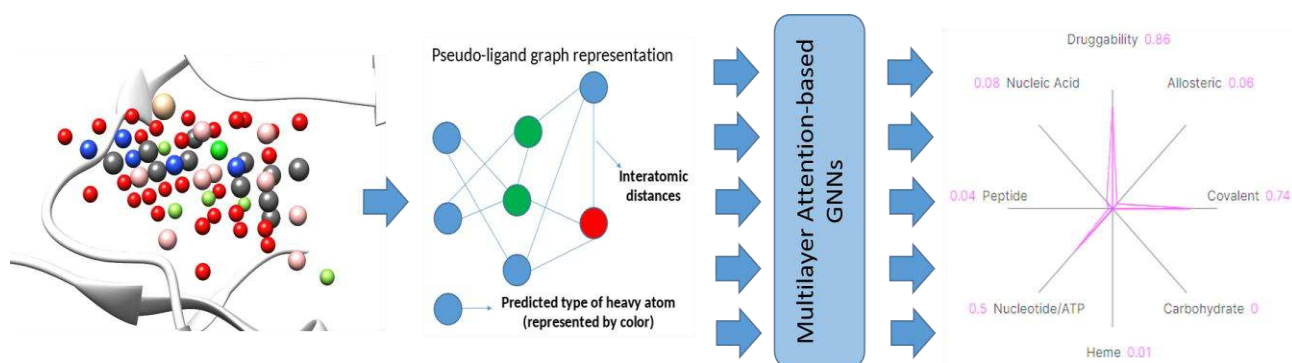 Pseudo-ligand graph representation
Interatomic
distances
Predicted type of heavy atom
(represented by color)
Multilayer Attention-based
GNNs
Druggability 0.86
0.08 Nucleic Acid
Allosteric 0.06
0.04 Peptide
Covalent 0.74
0.5 Nucleotide/ATP
Carbohydrate 0
Heme 0.01